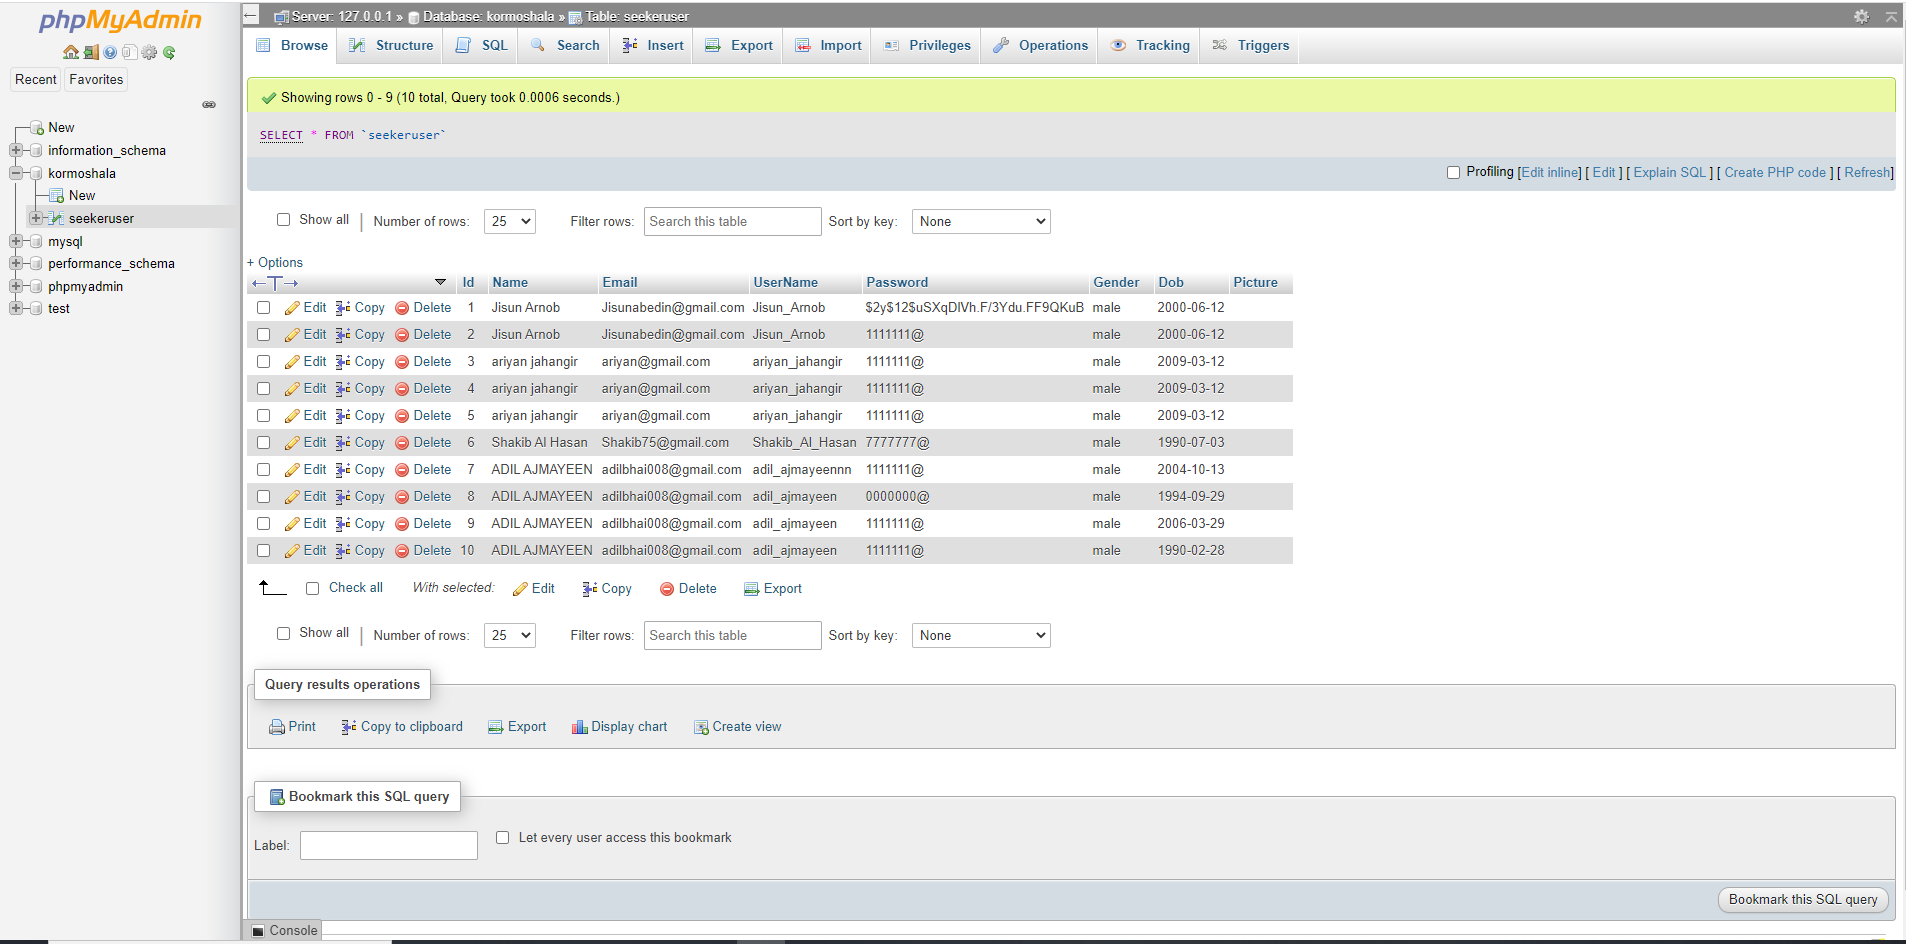 phpMyAdmin
Server: 127.0.0.1 » Database: kormoshala » Table: seekeruser
Browse Structure SQL Search Insert Export Import Privileges Operations Tracking Triggers
Recent Favorites
New
information_schema
kormoshala
New
seekeruser
mysql
performance_schema
phpmyadmin
test
Showing rows 0 - 9 (10 total, Query took 0.0006 seconds.)
SELECT * FROM `seekeruser`
Profiling [Edit inline] [ Edit ] [ Explain SQL ] [ Create PHP code ] [ Refresh]
Show all | Number of rows: 25 Filter rows: Search this table Sort by key: None
+ Options
←T→ Id Name Email UserName Password Gender Dob Picture
Edit Copy Delete 1 Jisun Arnob Jisunabedin@gmail.com Jisun_Arnob $2y$12$uSXqDIVh.F/3Ydu.FF9QKuB male 2000-06-12
Edit Copy Delete 2 Jisun Arnob Jisunabedin@gmail.com Jisun_Arnob 1111111@ male 2000-06-12
Edit Copy Delete 3 ariyan jahangir ariyan@gmail.com ariyan_jahangir 1111111@ male 2009-03-12
Edit Copy Delete 4 ariyan jahangir ariyan@gmail.com ariyan_jahangir 1111111@ male 2009-03-12
Edit Copy Delete 5 ariyan jahangir ariyan@gmail.com ariyan_jahangir 1111111@ male 2009-03-12
Edit Copy Delete 6 Shakib Al Hasan Shakib75@gmail.com Shakib_Al_Hasan 7777777@ male 1990-07-03
Edit Copy Delete 7 ADIL AJMAYEEN adilbhai008@gmail.com adil_ajmayeennn 1111111@ male 2004-10-13
Edit Copy Delete 8 ADIL AJMAYEEN adilbhai008@gmail.com adil_ajmayeen 0000000@ male 1994-09-29
Edit Copy Delete 9 ADIL AJMAYEEN adilbhai008@gmail.com adil_ajmayeen 1111111@ male 2006-03-29
Edit Copy Delete 10 ADIL AJMAYEEN adilbhai008@gmail.com adil_ajmayeen 1111111@ male 1990-02-28
Check all With selected: Edit Copy Delete Export
Show all | Number of rows: 25 Filter rows: Search this table Sort by key: None
Query results operations
Print Copy to clipboard Export Display chart Create view
Bookmark this SQL query
Label: Let every user access this bookmark
Bookmark this SQL query
Console